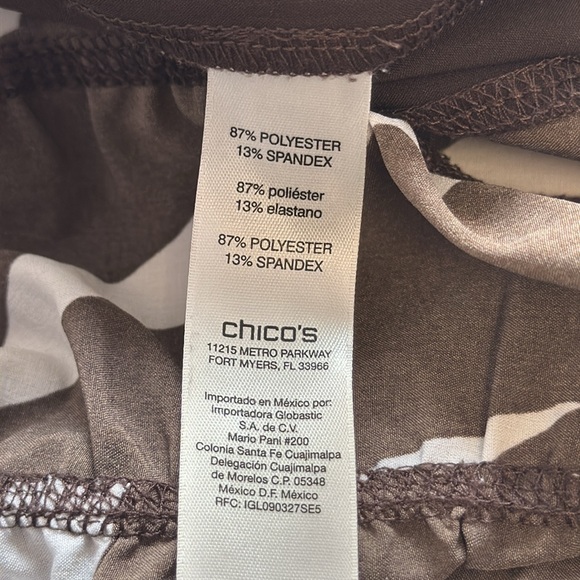 87% POLYESTER
13% SPANDEX
87% poliéster
13% elastano
87% POLYESTER
13% SPANDEX
chico's
11215 METRO PARKWAY
FORT MYERS, FL 33966
Importado en México por:
Importadora Globastic
S.A. de C.V.
Mario Pani #200
Colonia Santa Fe Cuajimalpa
Delegación Cuajimalpa
de Morelos C.P. 05348
México D.F. México
RFC: IGL090327SE5